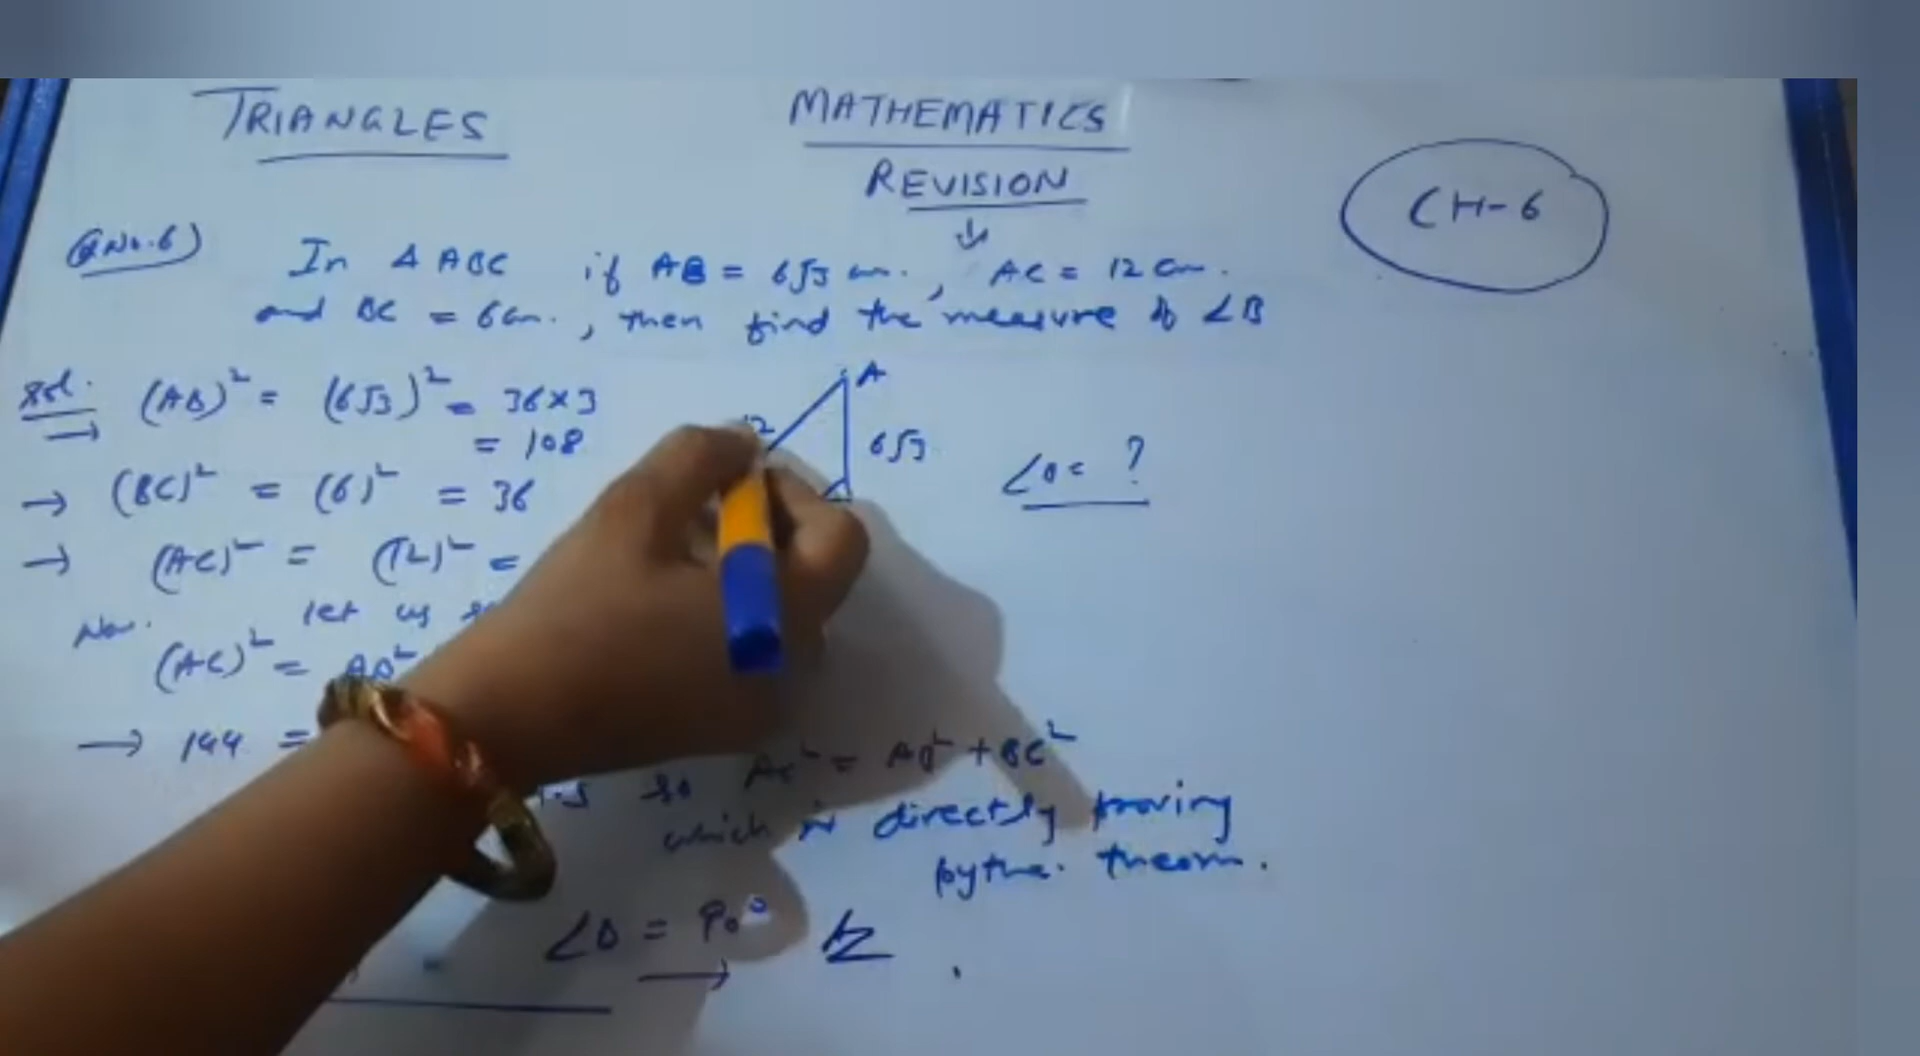 TRIANGLES
MATHEMATICS
REVISION
CH-6
QNo.6)
In Δ ABC if AB = 6√3 cm. , AC = 12 cm.
and BC = 6cm. , then find the measure of ∠B
Sol.
→ (AB)² = (6√3)² = 36×3
= 108
→ (BC)² = (6)² = 36
→ (AC)² = (12)² =
Now. let us
(AC)² = AB²
→ 144 =
A
12
6√3
∠B = ?
so AC² = AB² + BC²
which is directly proving
pytha. theorm.
∠B = 90°